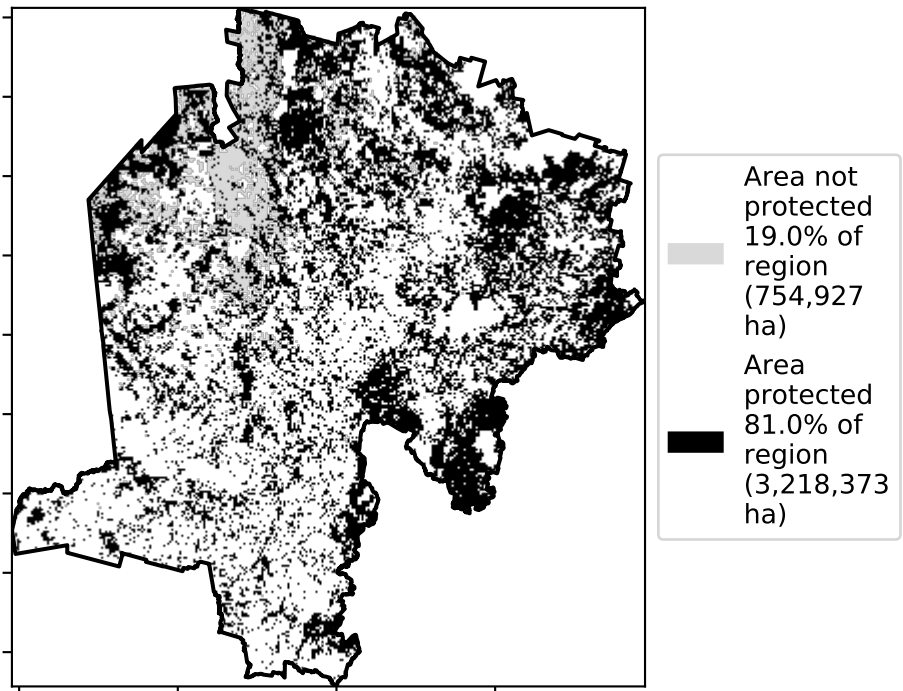 Area not
protected
19.0% of
region
(754,927
ha)
Area
protected
81.0% of
region
(3,218,373
ha)